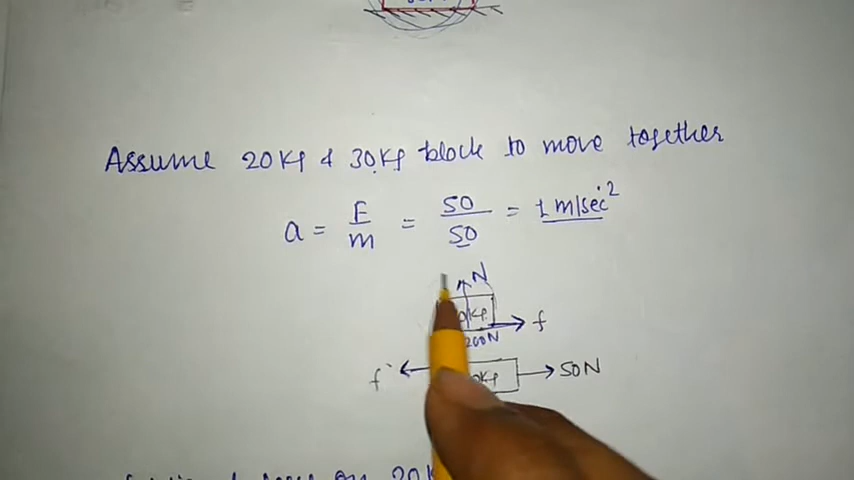 Assume 20Kg & 30Kg block to move together
a = F/m = 50/50 = 1 m/sec²
N
f
200N
f
50N